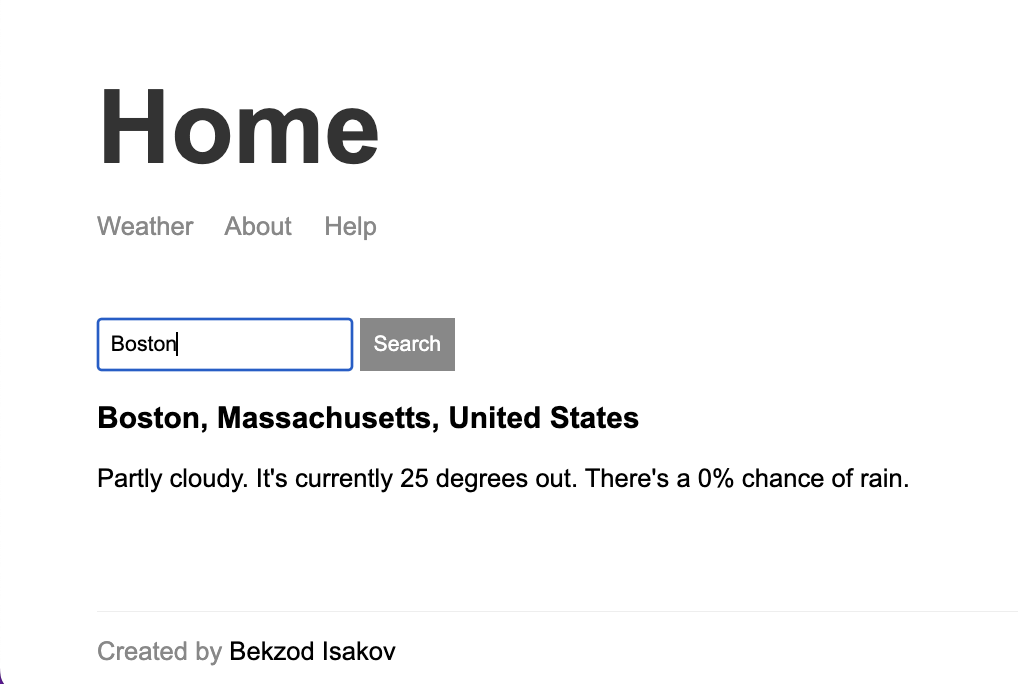 Home
Weather About Help
Boston Search
Boston, Massachusetts, United States
Partly cloudy. It's currently 25 degrees out. There's a 0% chance of rain.
Created by Bekzod Isakov